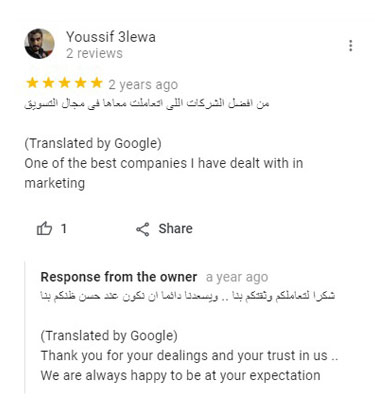 Youssif 3lewa
2 reviews
2 years ago
من افضل الشركات اللى اتعاملت معاها فى مجال التسويق
(Translated by Google)
One of the best companies I have dealt with in
marketing
1
Share
Response from the owner a year ago
شكرا لتعاملكم وثقتكم بنا .. ويسعدنا دائما ان نكون عند حسن ظنكم بنا
(Translated by Google)
Thank you for your dealings and your trust in us ..
We are always happy to be at your expectation